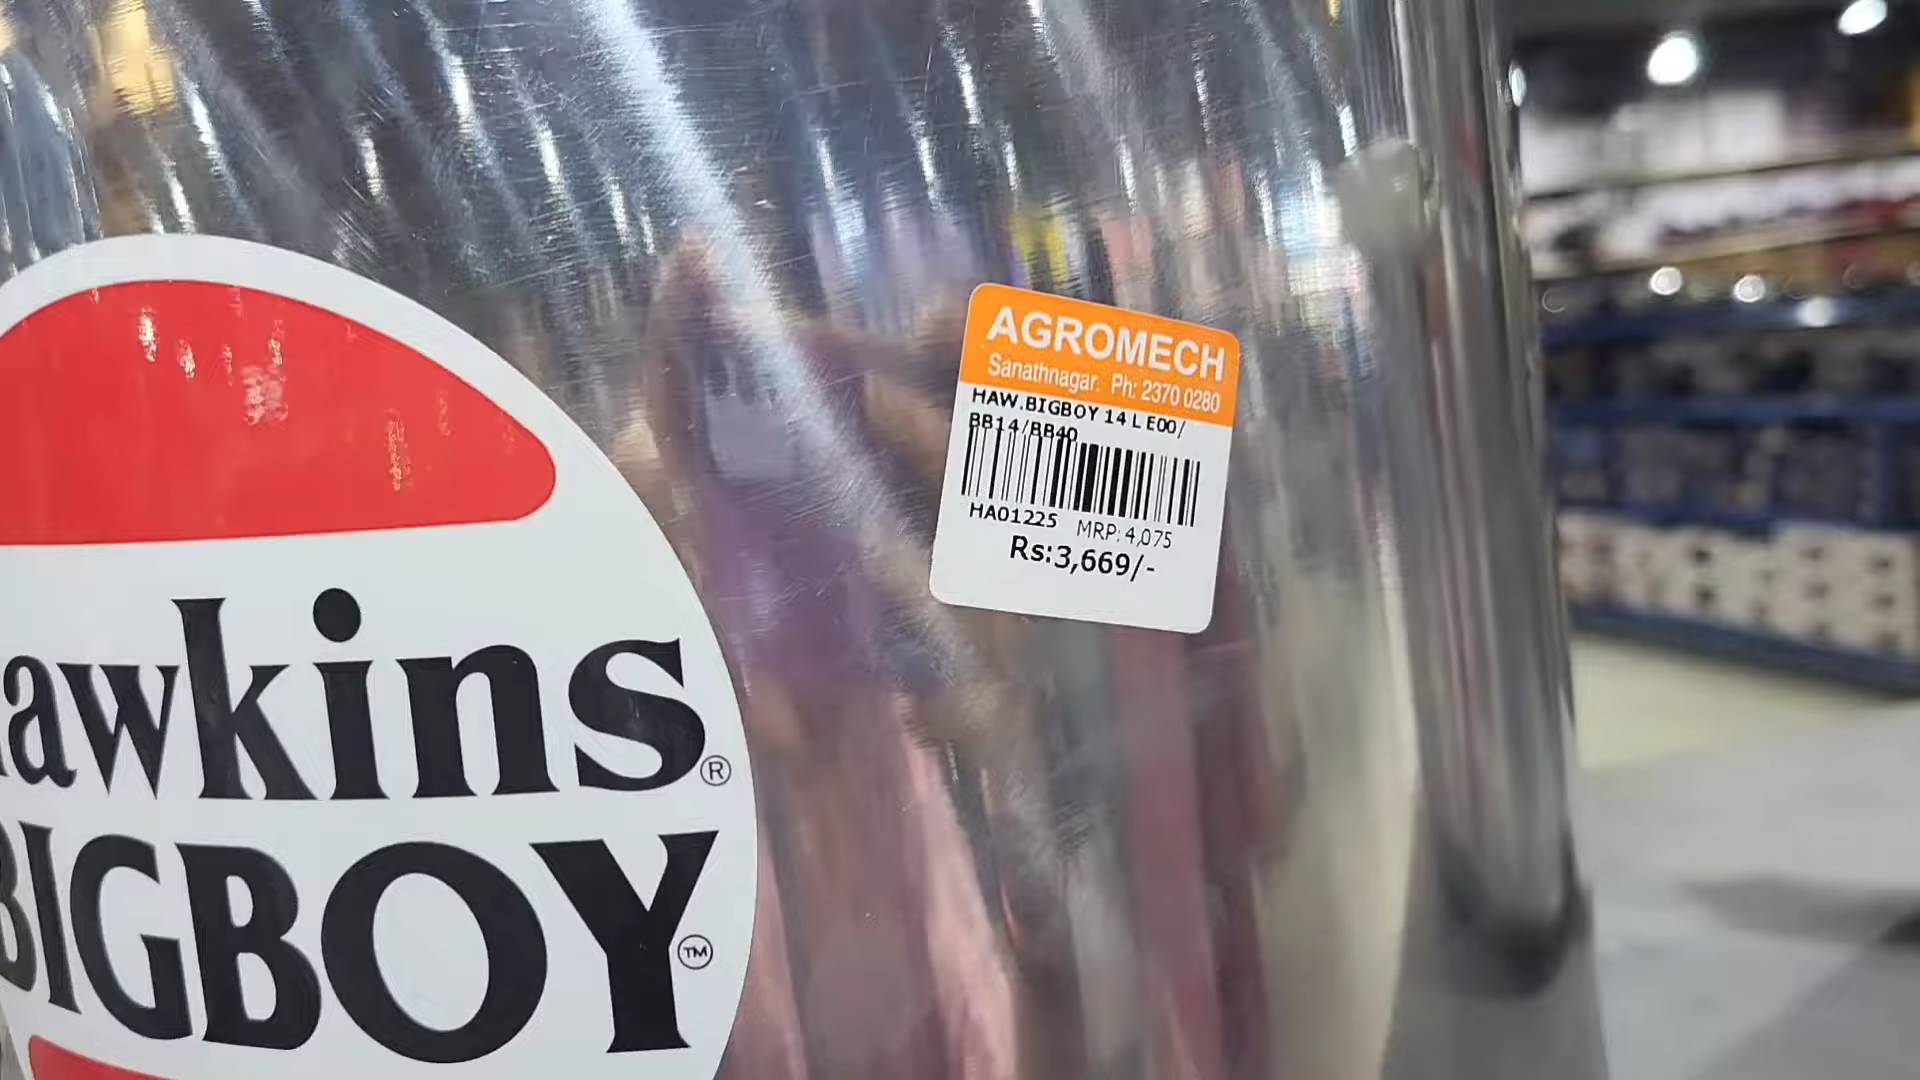 AGROMECH
Sanathnagar. Ph: 2370 0280
HAW.BIGBOY 14 L E00/
BB14/BB40
HA01225 MRP: 4,075
Rs:3,669/-
awkins®
BIGBOY™